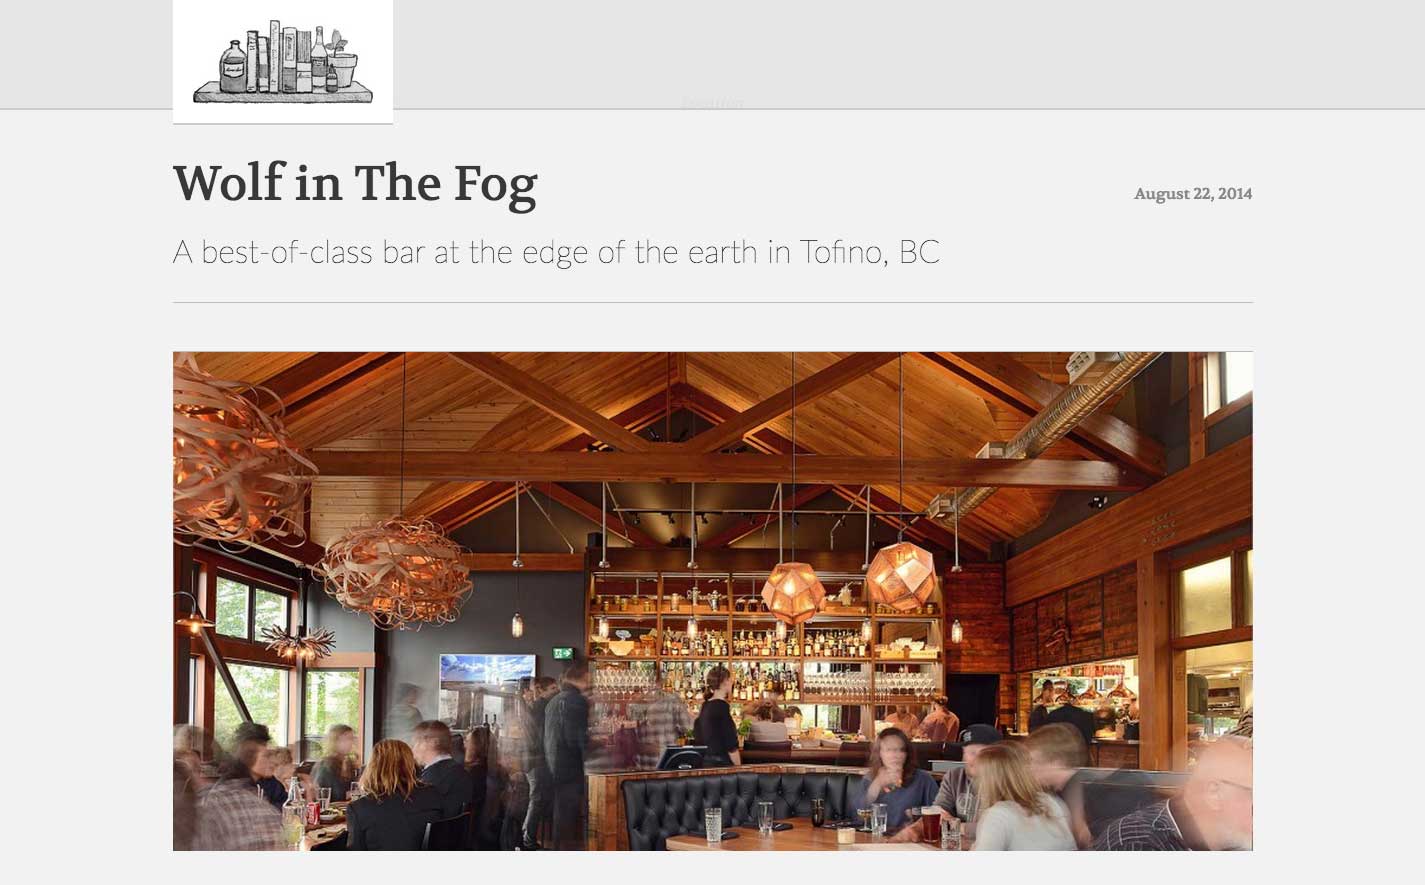 Wolf in The Fog
August 22, 2014
A best-of-class bar at the edge of the earth in Tofino, BC